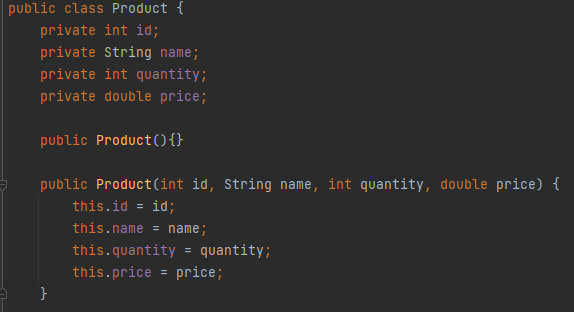 public class Product {
private int id;
private String name;
private int quantity;
private double price;
public Product(){}
public Product(int id, String name, int quantity, double price) {
this.id = id;
this.name = name;
this.quantity = quantity;
this.price = price;
}